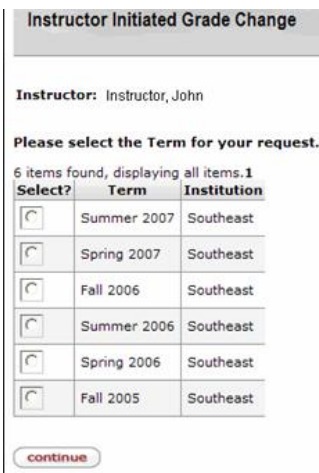 Instructor Initiated Grade Change
Instructor: Instructor, John
Please select the Term for your request.
6 items found, displaying all items.1
Select? Term Institution
Summer 2007 Southeast
Spring 2007 Southeast
Fall 2006 Southeast
Summer 2006 Southeast
Spring 2006 Southeast
Fall 2005 Southeast
continue